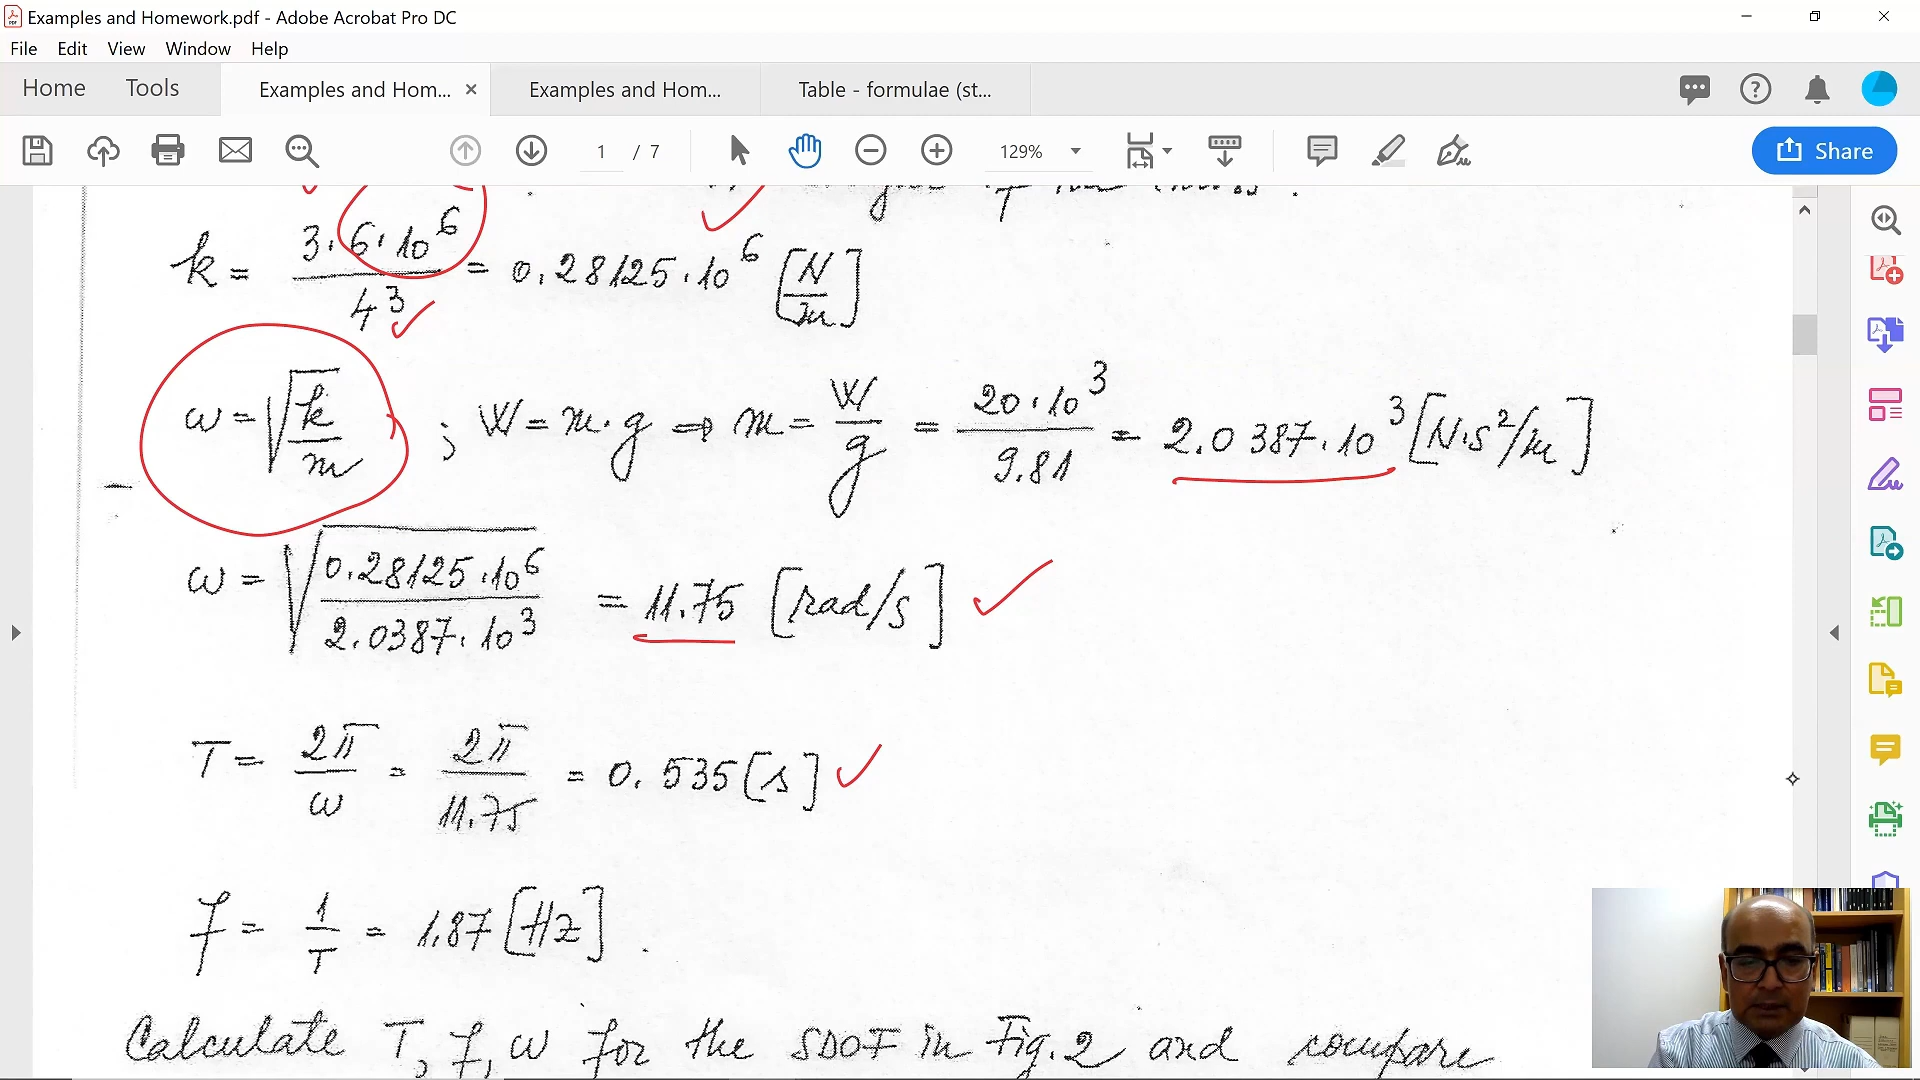 Examples and Homework.pdf - Adobe Acrobat Pro DC
File Edit View Window Help
Home Tools Examples and Hom... × Examples and Hom... Table - formulae (st...
1 / 7 129% Share
k = 3·6·10^6 / 4^3 = 0.28125·10^6 [N/m]
ω = √(k/m) ; W = m·g ⇒ m = W/g = 20·10^3 / 9.81 = 2.0387·10^3 [N·s^2/m]
ω = √(0.28125·10^6 / 2.0387·10^3) = 11.75 [rad/s]
T = 2π/ω = 2π/11.75 = 0.535 [s]
f = 1/T = 1.87 [Hz].
Calculate T, f, ω for the SDOF in Fig.2 and compare